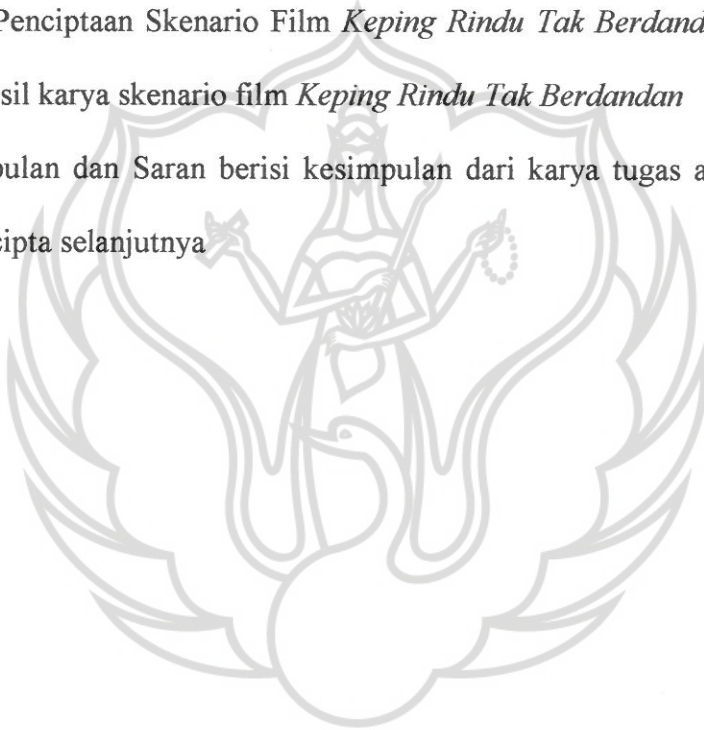 Penciptaan Skenario Film Keping Rindu Tak Berdand
sil karya skenario film Keping Rindu Tak Berdandan
pulan dan Saran berisi kesimpulan dari karya tugas a
cipta selanjutnya